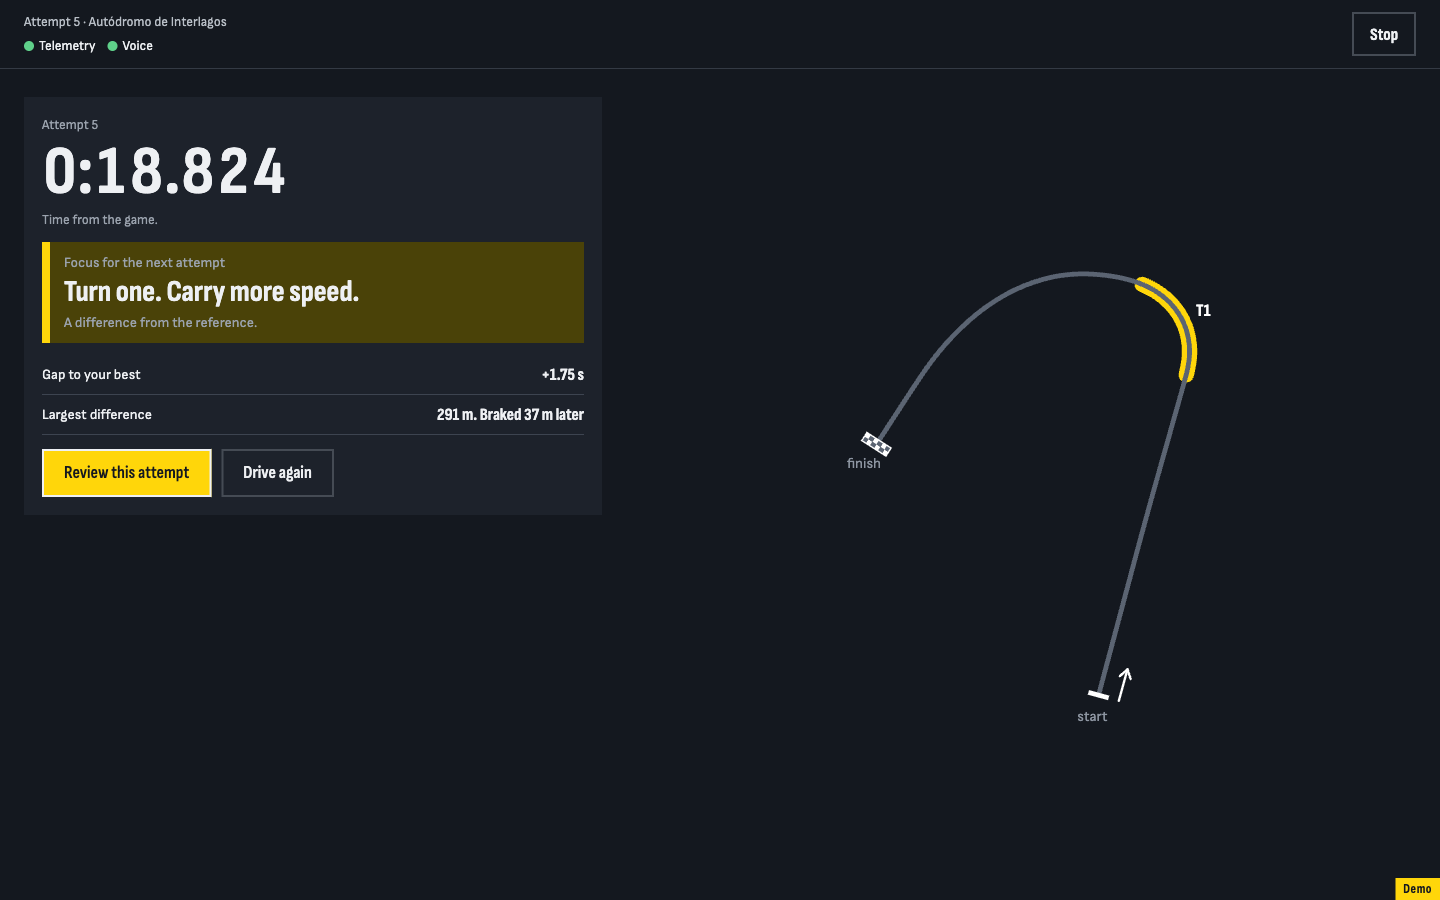 Attempt 5 · Autódromo de Interlagos
Telemetry Voice
Stop
Attempt 5
0:18.824
Time from the game.
Focus for the next attempt
Turn one. Carry more speed.
A difference from the reference.
Gap to your best +1.75 s
Largest difference 291 m. Braked 37 m later
Review this attempt Drive again
T1
finish
start
Demo